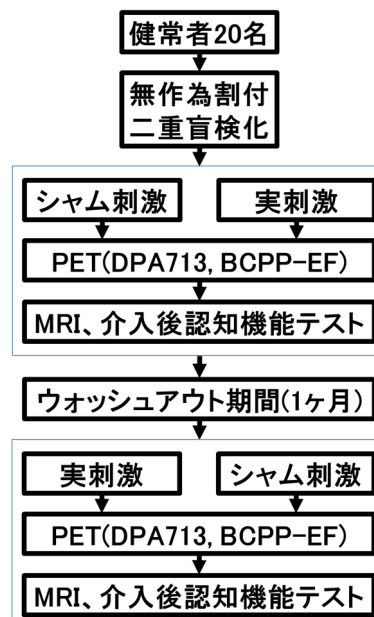 健常者20名
無作為割付
二重盲検化
シャム刺激
実刺激
PET(DPA713, BCPP-EF)
MRI、介入後認知機能テスト
ウォッシュアウト期間(1ヶ月)
実刺激
シャム刺激
PET(DPA713, BCPP-EF)
MRI、介入後認知機能テスト